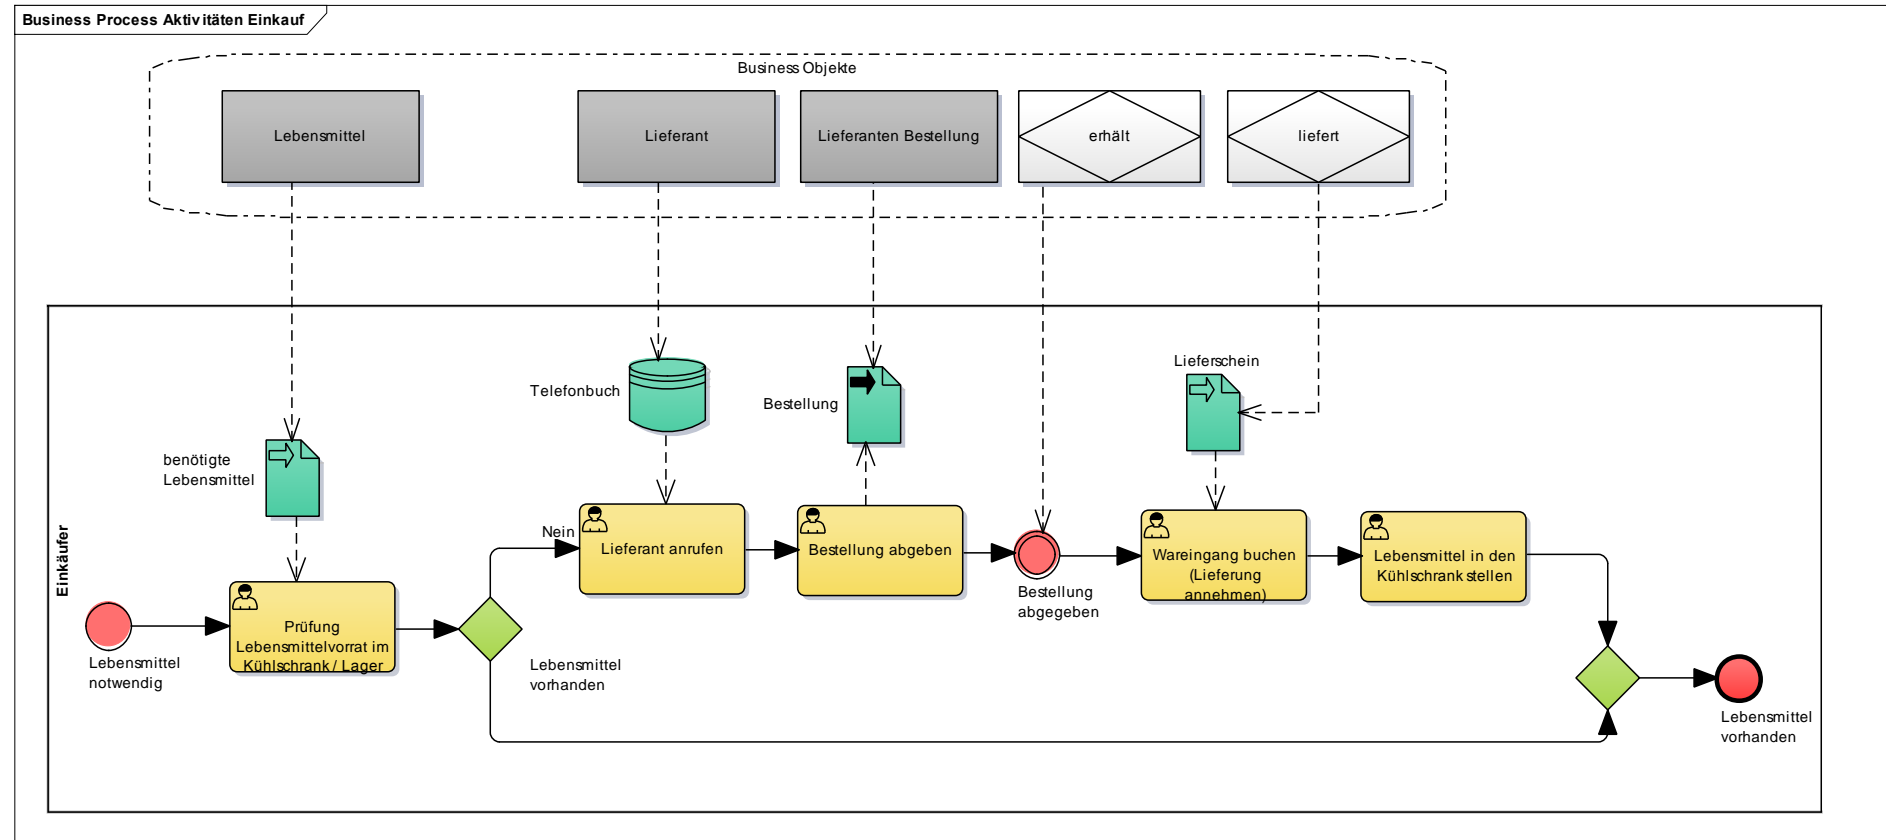 Business Process Aktivitäten Einkauf
Business Objekte
Lebensmittel
Lieferant
Lieferanten Bestellung
erhält
liefert
Einkäufer
Lieferschein
Telefonbuch
Bestellung
benötigte
Lebensmittel
Nein
Lieferant anrufen
Bestellung abgeben
Wareingang buchen
(Lieferung
annehmen)
Lebensmittel in den
Kühlschrank stellen
Bestellung
abgegeben
Prüfung
Lebensmittelvorrat im
Kühlschrank / Lager
Lebensmittel
notwendig
Lebensmittel
vorhanden
Lebensmittel
vorhanden